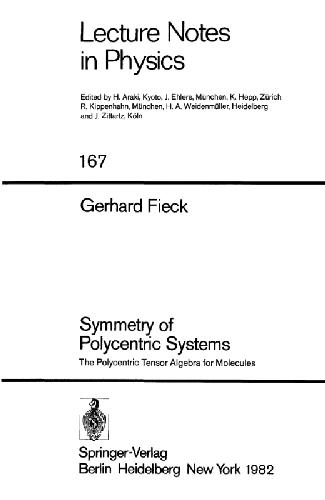 Lecture Notes
in Physics
Edited by H. Araki, Kyoto, J. Ehlers, München, K. Hepp, Zürich
R. Kippenhahn, München, H. A. Weidenmüller, Heidelberg
and J. Zittartz, Köln
167
Gerhard Fieck
Symmetry of
Polycentric Systems
The Polycentric Tensor Algebra for Molecules
Springer-Verlag
Berlin Heidelberg New York 1982